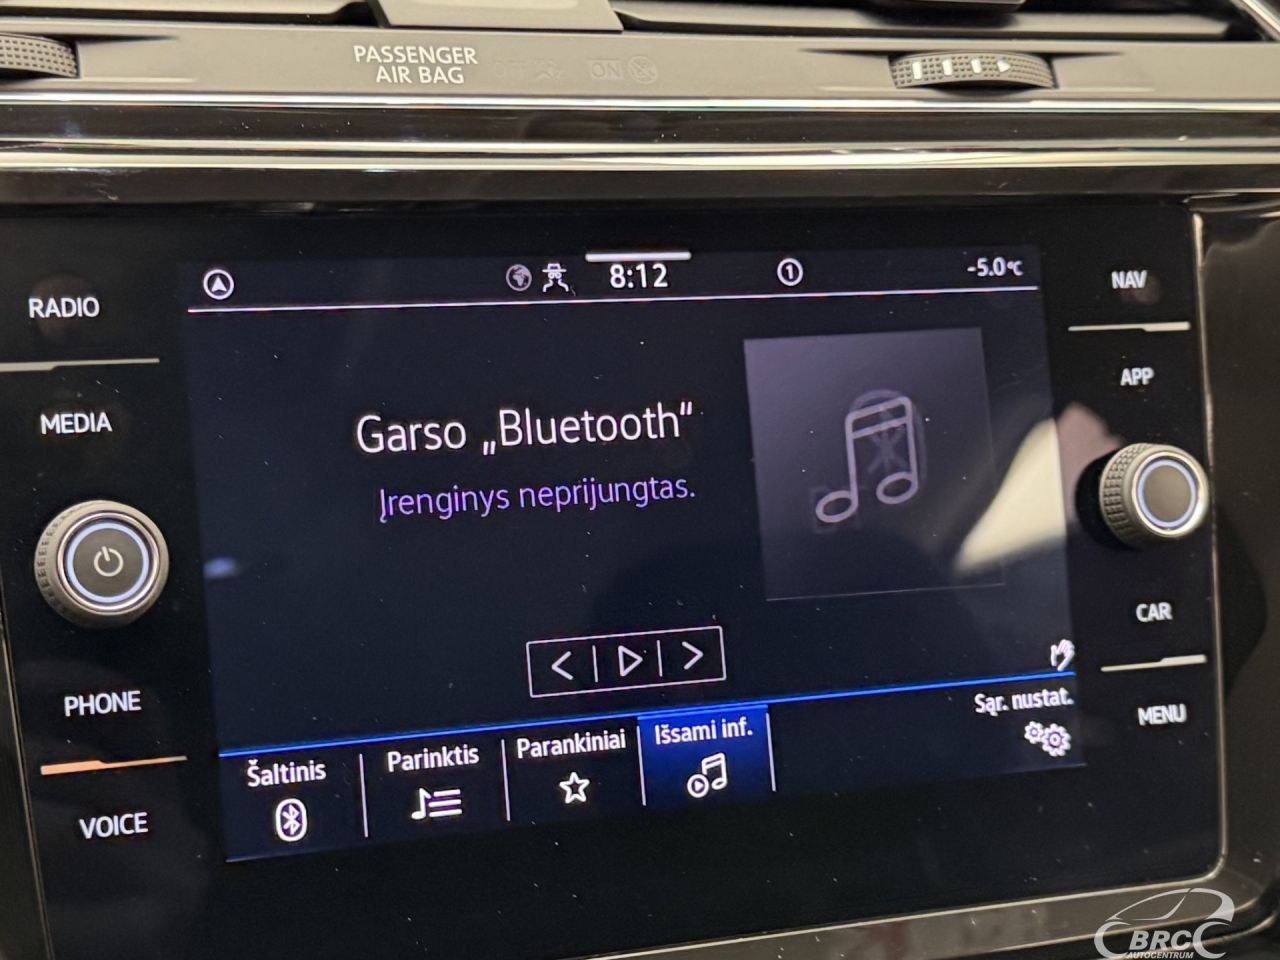 PASSENGER
AIR BAG
OFF
ON
8:12
1
-5.0°C
RADIO
MEDIA
PHONE
VOICE
Garso „Bluetooth“
Įrenginys neprijungtas.
NAV
APP
CAR
MENU
Sąr. nustat.
Šaltinis
Parinktis
Parankiniai
Išsami inf.
BRC
AUTOCENTRUM